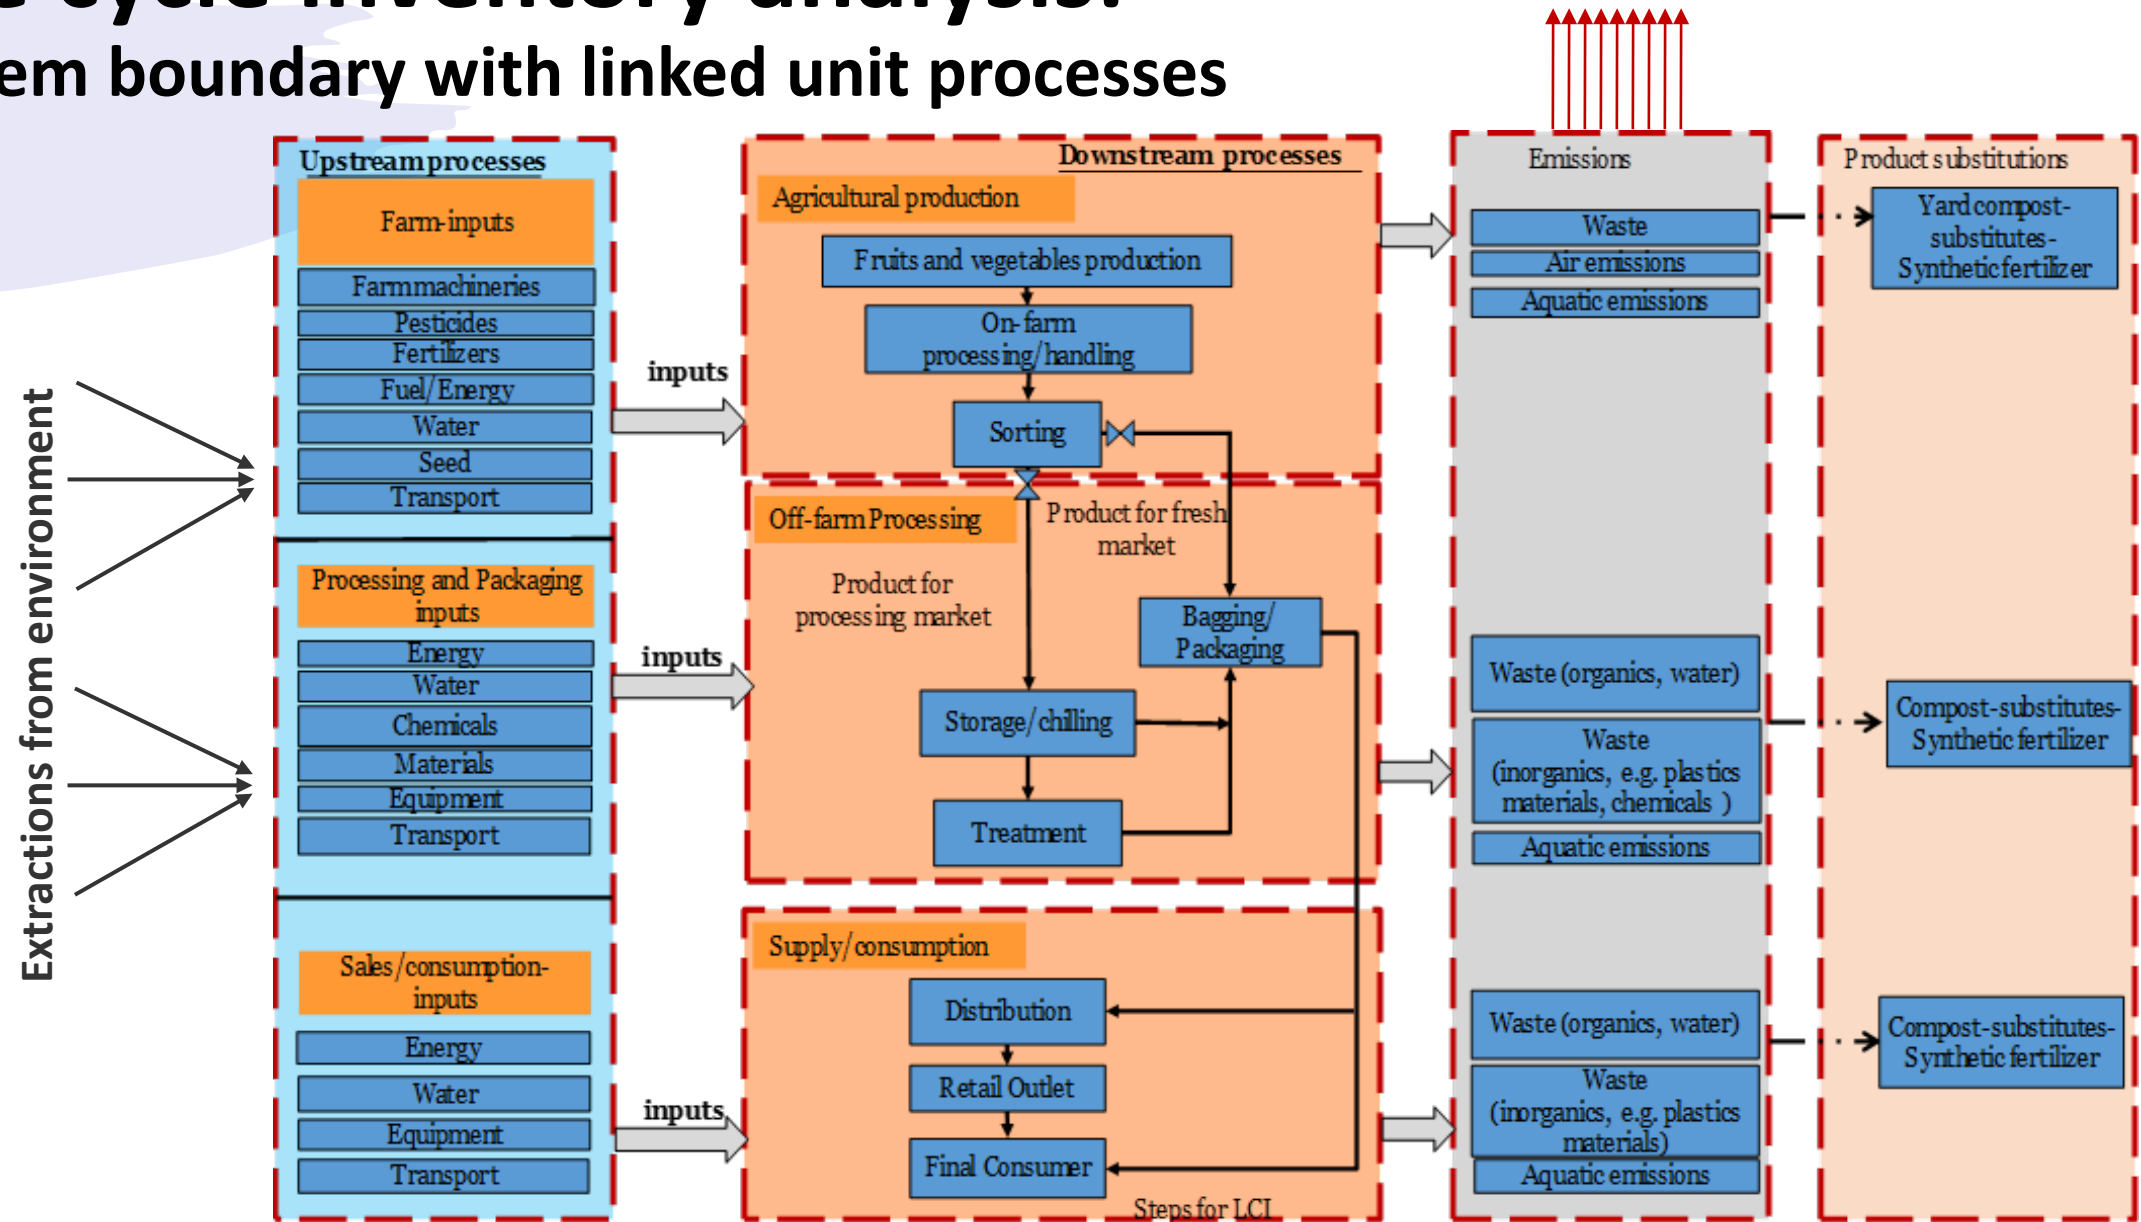 cycle inventory analysis:
em boundary with linked unit processes
Extractions from environment
Upstream processes
Farm-inputs
Farm machineries
Pesticides
Fertilizers
Fuel/Energy
Water
Seed
Transport
Processing and Packaging
inputs
Energy
Water
Chemicals
Materials
Equipment
Transport
Sales/consumption-
inputs
Energy
Water
Equipment
Transport
inputs
inputs
inputs
Downstream processes
Agricultural production
Fruits and vegetables production
On-farm
processing/handling
Sorting
Off-farm Processing
Product for fresh
market
Product for
processing market
Bagging/
Packaging
Storage/chilling
Treatment
Supply/consumption
Distribution
Retail Outlet
Final Consumer
Steps for LCI
Emissions
Waste
Air emissions
Aquatic emissions
Waste (organics, water)
Waste
(inorganics, e.g. plastics
materials, chemicals )
Aquatic emissions
Waste (organics, water)
Waste
(inorganics, e.g. plastics
materials)
Aquatic emissions
Product substitutions
Yard compost-
substitutes-
Synthetic fertilizer
Compost-substitutes-
Synthetic fertilizer
Compost-substitutes-
Synthetic fertilizer